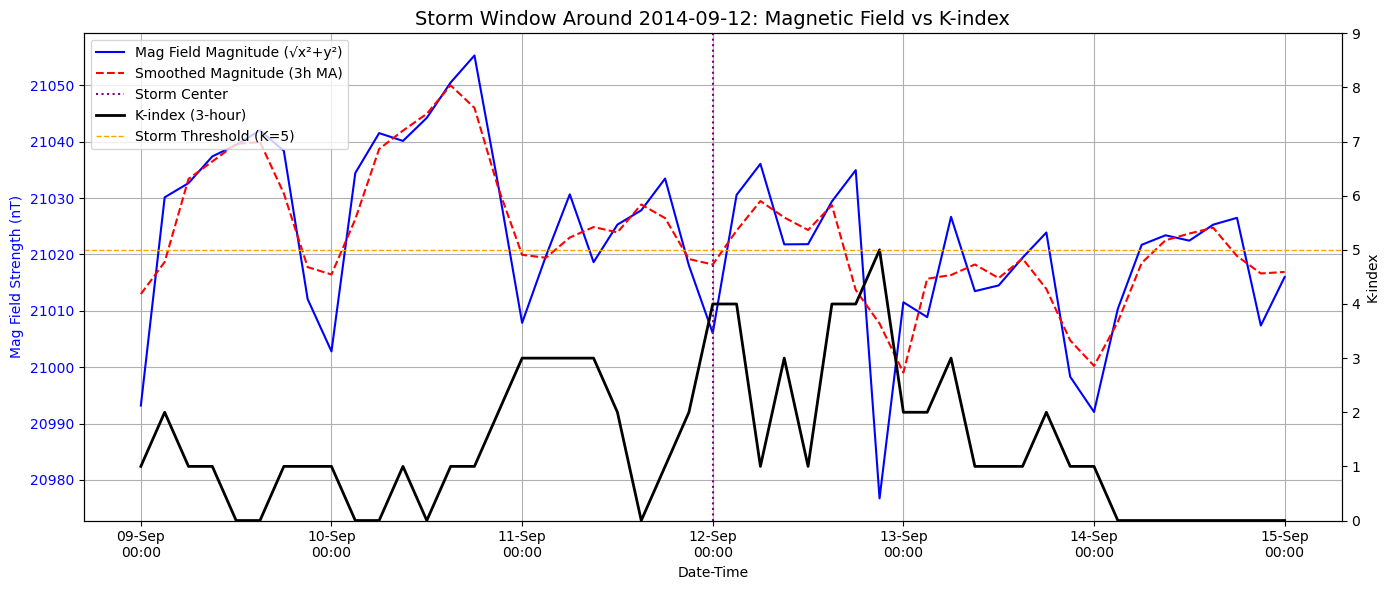 Storm Window Around 2014-09-12: Magnetic Field vs K-index
Mag Field Magnitude (√x²+y²)
Smoothed Magnitude (3h MA)
Storm Center
K-index (3-hour)
Storm Threshold (K=5)
Mag Field Strength (nT)
21050
21040
21030
21020
21010
21000
20990
20980
9
8
7
6
5
4
3
2
1
0
K-index
09-Sep
00:00
10-Sep
00:00
11-Sep
00:00
12-Sep
00:00
13-Sep
00:00
14-Sep
00:00
15-Sep
00:00
Date-Time